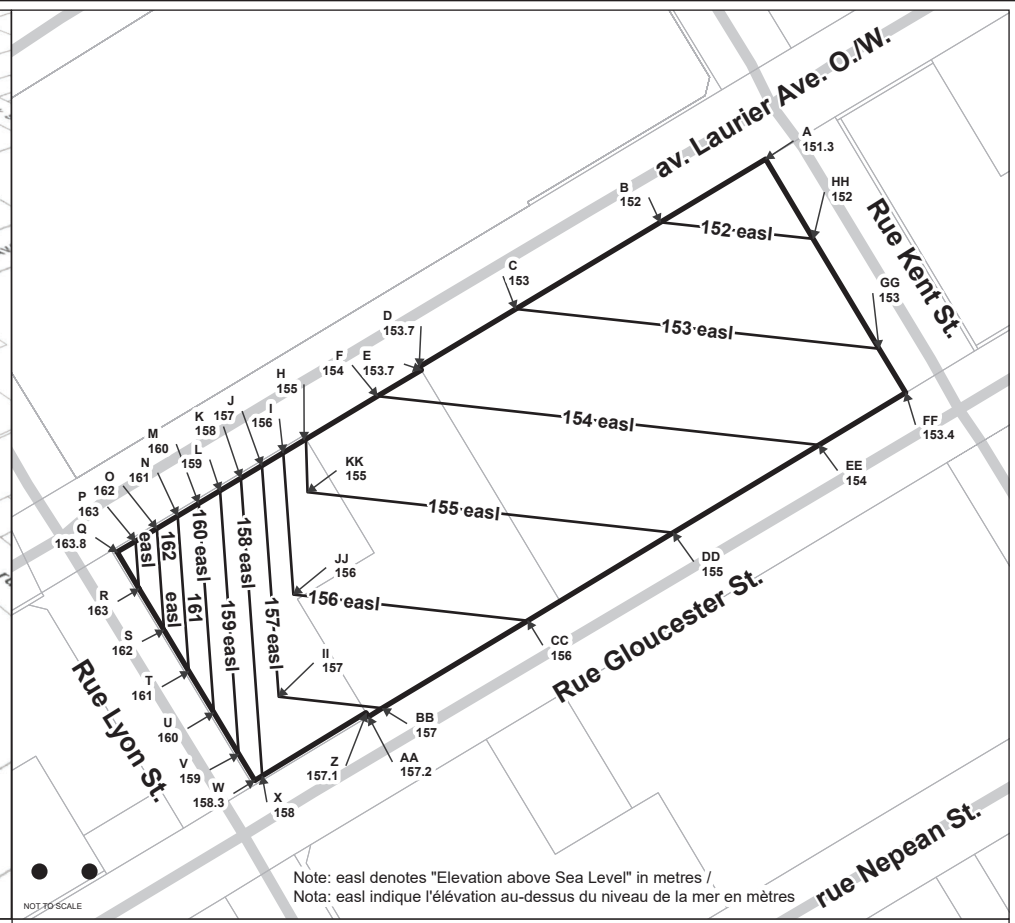 av. Laurier Ave. O./W.
A
151.3
HH
152
B
152
152 easl
Rue Kent St.
C
153
GG
153
153 easl
D
153.7
F
154
E
153.7
H
155
154 easl
FF
153.4
I
156
J
157
K
158
L
159
M
160
N
161
O
162
P
163
Q
163.8
EE
154
KK
155
155 easl
DD
155
easl
162
easl
161
160 easl
159 easl
158 easl
157 easl
JJ
156
156 easl
CC
156
Rue Gloucester St.
R
163
S
162
T
161
U
160
V
159
W
158.3
X
158
II
157
Z
157.1
AA
157.2
BB
157
Rue Lyon St.
rue Nepean St.
NOT TO SCALE
Note: easl denotes "Elevation above Sea Level" in metres /
Nota: easl indique l'élévation au-dessus du niveau de la mer en mètres